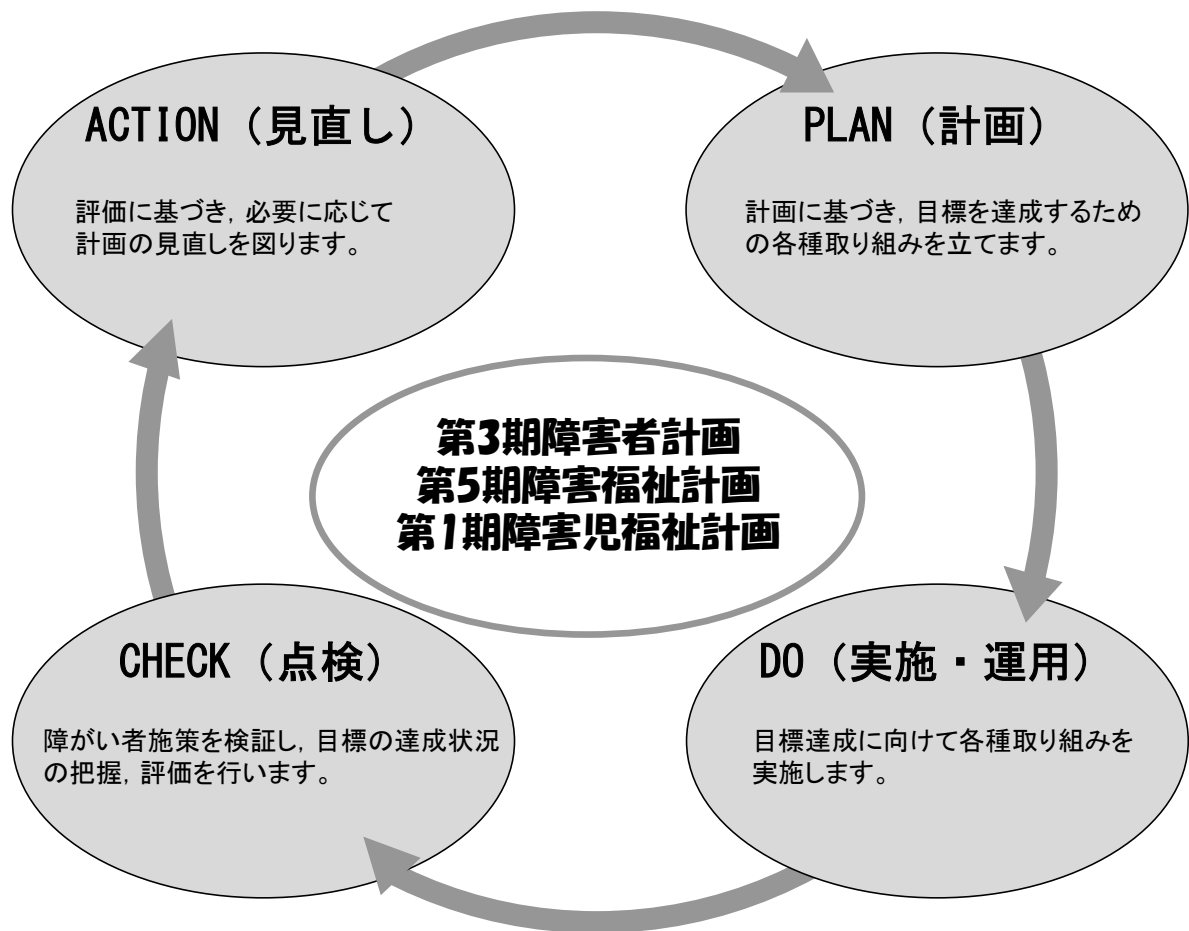 ACTION（見直し）
評価に基づき，必要に応じて
計画の見直しを図ります。
PLAN（計画）
計画に基づき，目標を達成するため
の各種取り組みを立てます。
第3期障害者計画
第5期障害福祉計画
第1期障害児福祉計画
CHECK（点検）
障がい者施策を検証し，目標の達成状況
の把握，評価を行います。
DO（実施・運用）
目標達成に向けて各種取り組みを
実施します。